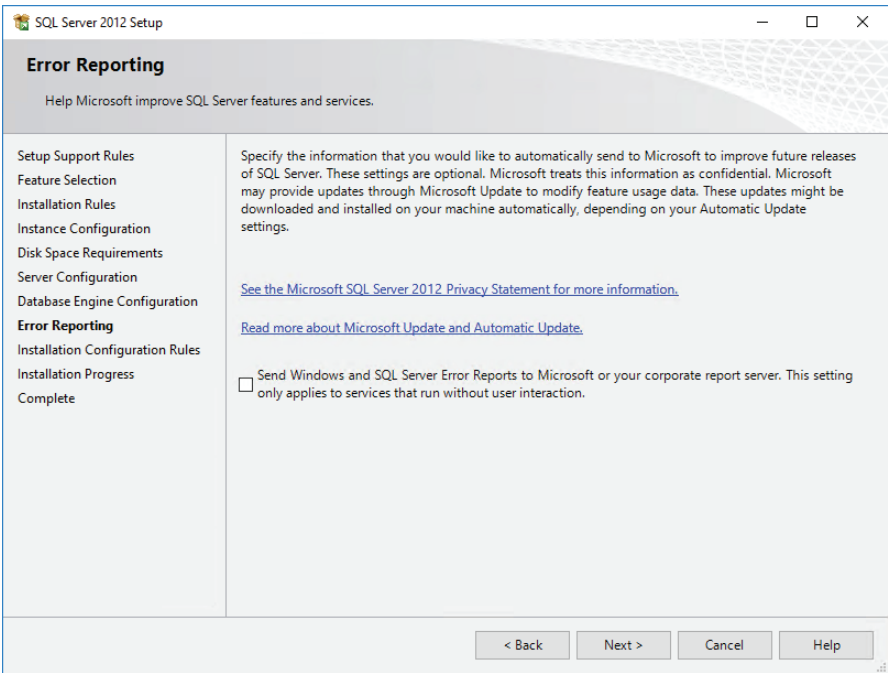 SQL Server 2012 Setup
Error Reporting
Help Microsoft improve SQL Server features and services.
Setup Support Rules
Feature Selection
Installation Rules
Instance Configuration
Disk Space Requirements
Server Configuration
Database Engine Configuration
Error Reporting
Installation Configuration Rules
Installation Progress
Complete
Specify the information that you would like to automatically send to Microsoft to improve future releases
of SQL Server. These settings are optional. Microsoft treats this information as confidential. Microsoft
may provide updates through Microsoft Update to modify feature usage data. These updates might be
downloaded and installed on your machine automatically, depending on your Automatic Update
settings.
See the Microsoft SQL Server 2012 Privacy Statement for more information.
Read more about Microsoft Update and Automatic Update.
Send Windows and SQL Server Error Reports to Microsoft or your corporate report server. This setting
only applies to services that run without user interaction.
< Back
Next >
Cancel
Help